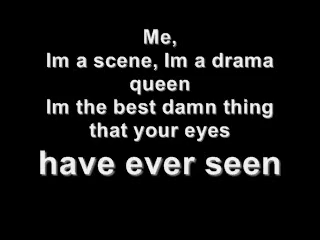 Me,
Im a scene, Im a drama
queen
Im the best damn thing
that your eyes
have ever seen